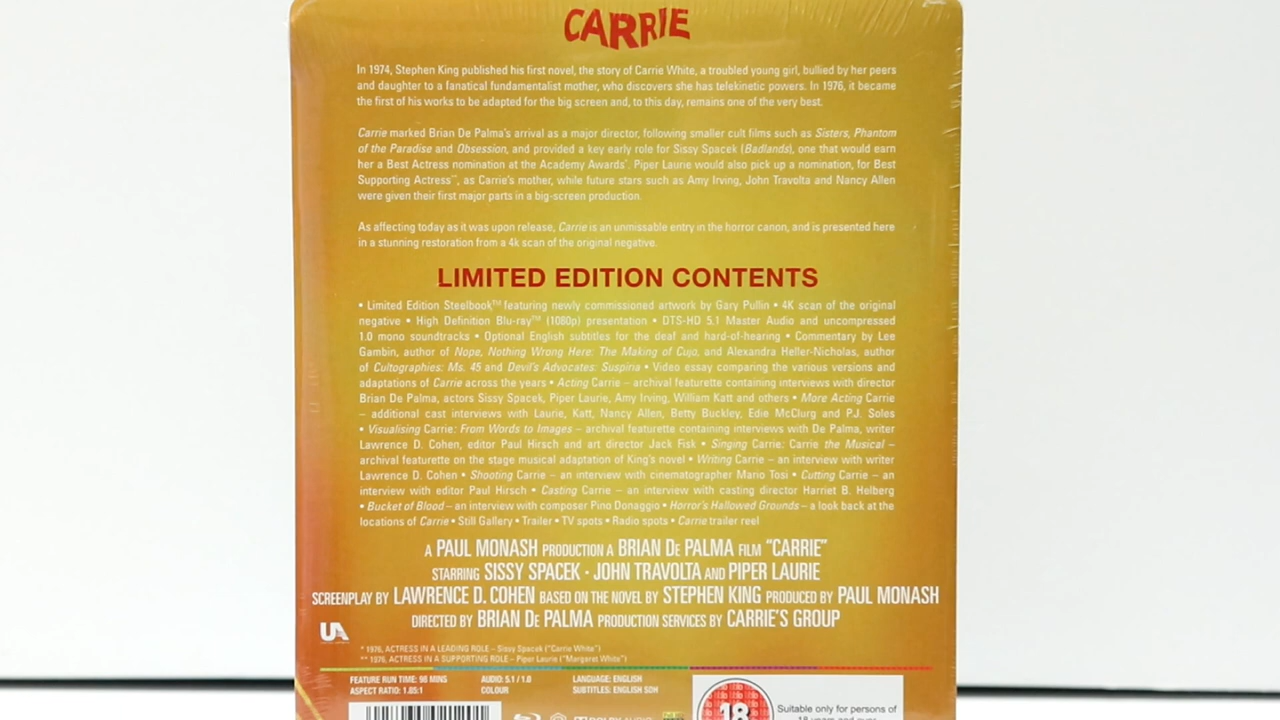 CARRIE
In 1974, Stephen King published his first novel, the story of Carrie White, a troubled young girl, bullied by her peers
and daughter to a fanatical fundamentalist mother, who discovers she has telekinetic powers. In 1976, it became
the first of his works to be adapted for the big screen and, to this day, remains one of the very best.
Carrie marked Brian De Palma's arrival as a major director, following smaller cult films such as Sisters, Phantom
of the Paradise and Obsession, and provided a key early role for Sissy Spacek (Badlands), one that would earn
her a Best Actress nomination at the Academy Awards*. Piper Laurie would also pick up a nomination, for Best
Supporting Actress**, as Carrie's mother, while future stars such as Amy Irving, John Travolta and Nancy Allen
were given their first major parts in a big-screen production.
As affecting today as it was upon release, Carrie is an unmissable entry in the horror canon, and is presented here
in a stunning restoration from a 4k scan of the original negative.
LIMITED EDITION CONTENTS
• Limited Edition Steelbook™ featuring newly commissioned artwork by Gary Pullin • 4K scan of the original
negative • High Definition Blu-ray™ (1080p) presentation • DTS-HD 5.1 Master Audio and uncompressed
1.0 mono soundtracks • Optional English subtitles for the deaf and hard-of-hearing • Commentary by Lee
Gambin, author of Nope, Nothing Wrong Here: The Making of Cujo, and Alexandra Heller-Nicholas, author
of Cultographies: Ms. 45 and Devil's Advocates: Suspiria • Video essay comparing the various versions and
adaptations of Carrie across the years • Acting Carrie – archival featurette containing interviews with director
Brian De Palma, actors Sissy Spacek, Piper Laurie, Amy Irving, William Katt and others • More Acting Carrie
– additional cast interviews with Laurie, Katt, Nancy Allen, Betty Buckley, Edie McClurg and P.J. Soles
• Visualising Carrie: From Words to Images – archival featurette containing interviews with De Palma, writer
Lawrence D. Cohen, editor Paul Hirsch and art director Jack Fisk • Singing Carrie: Carrie the Musical –
archival featurette on the stage musical adaptation of King's novel • Writing Carrie – an interview with writer
Lawrence D. Cohen • Shooting Carrie – an interview with cinematographer Mario Tosi • Cutting Carrie – an
interview with editor Paul Hirsch • Casting Carrie – an interview with casting director Harriet B. Helberg
• Bucket of Blood – an interview with composer Pino Donaggio • Horror's Hallowed Grounds – a look back at the
locations of Carrie • Still Gallery • Trailer • TV spots • Radio spots • Carrie trailer reel
A PAUL MONASH PRODUCTION A BRIAN DE PALMA FILM "CARRIE"
STARRING SISSY SPACEK · JOHN TRAVOLTA AND PIPER LAURIE
SCREENPLAY BY LAWRENCE D. COHEN BASED ON THE NOVEL BY STEPHEN KING PRODUCED BY PAUL MONASH
DIRECTED BY BRIAN DE PALMA PRODUCTION SERVICES BY CARRIE'S GROUP
UA
* 1976, ACTRESS IN A LEADING ROLE – Sissy Spacek ("Carrie White")
** 1976, ACTRESS IN A SUPPORTING ROLE – Piper Laurie ("Margaret White")
FEATURE RUN TIME: 98 MINS AUDIO: 5.1 / 1.0 LANGUAGE: ENGLISH
ASPECT RATIO: 1.85:1 COLOUR SUBTITLES: ENGLISH SDH
18
Suitable only for persons of
18 years and over
DOLBY AUDIO